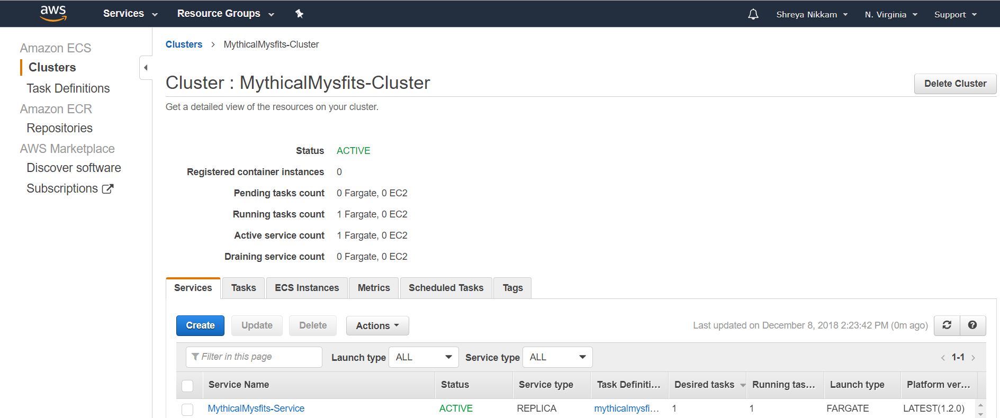 aws Services Resource Groups Shreya Nikkam N. Virginia Support
Amazon ECS
Clusters
Task Definitions
Amazon ECR
Repositories
AWS Marketplace
Discover software
Subscriptions
Clusters > MythicalMysfits-Cluster
Cluster : MythicalMysfits-Cluster
Delete Cluster
Get a detailed view of the resources on your cluster.
Status ACTIVE
Registered container instances 0
Pending tasks count 0 Fargate, 0 EC2
Running tasks count 1 Fargate, 0 EC2
Active service count 1 Fargate, 0 EC2
Draining service count 0 Fargate, 0 EC2
Services Tasks ECS Instances Metrics Scheduled Tasks Tags
Create Update Delete Actions Last updated on December 8, 2018 2:23:42 PM (0m ago)
Filter in this page Launch type ALL Service type ALL < 1-1 >
Service Name Status Service type Task Definiti... Desired tasks Running tas... Launch type Platform ver...
MythicalMysfits-Service ACTIVE REPLICA mythicalmysfi... 1 1 FARGATE LATEST(1.2.0)